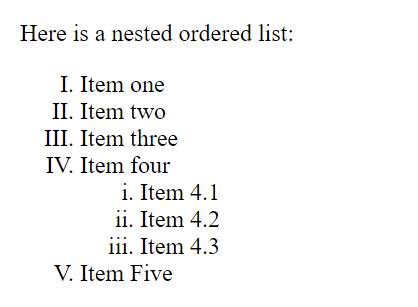 Here is a nested ordered list:
I. Item one
II. Item two
III. Item three
IV. Item four
i. Item 4.1
ii. Item 4.2
iii. Item 4.3
V. Item Five